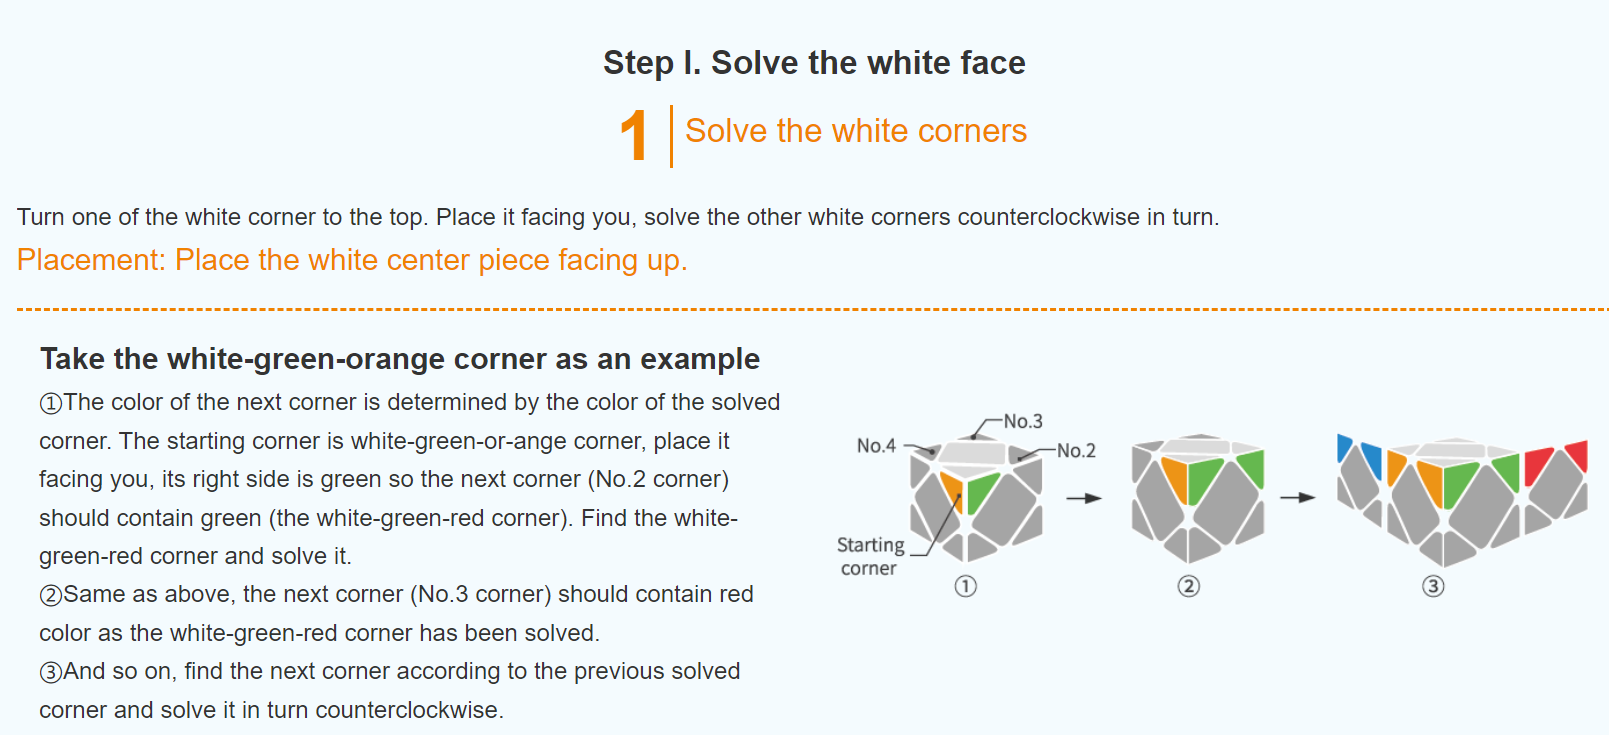 Step I. Solve the white face
1 Solve the white corners
Turn one of the white corner to the top. Place it facing you, solve the other white corners counterclockwise in turn.
Placement: Place the white center piece facing up.
Take the white-green-orange corner as an example
①The color of the next corner is determined by the color of the solved
corner. The starting corner is white-green-or-ange corner, place it
facing you, its right side is green so the next corner (No.2 corner)
should contain green (the white-green-red corner). Find the white-
green-red corner and solve it.
②Same as above, the next corner (No.3 corner) should contain red
color as the white-green-red corner has been solved.
③And so on, find the next corner according to the previous solved
corner and solve it in turn counterclockwise.
No.3
No.4
No.2
Starting
corner
①
②
③